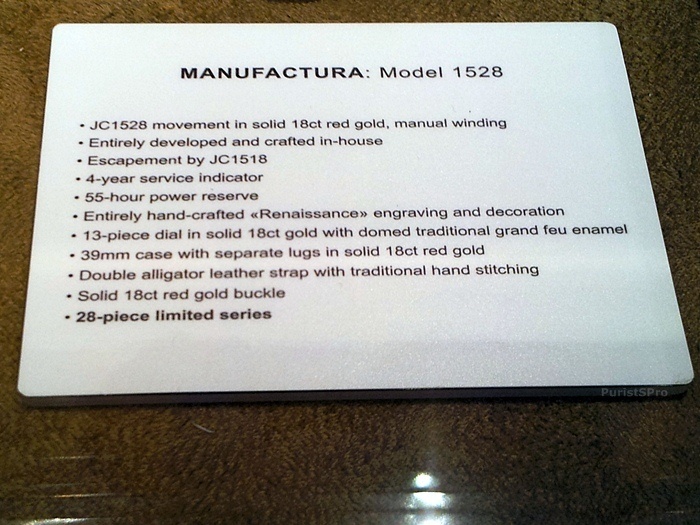 MANUFACTURA: Model 1528
• JC1528 movement in solid 18ct red gold, manual winding
• Entirely developed and crafted in-house
• Escapement by JC1518
• 4-year service indicator
• 55-hour power reserve
• Entirely hand-crafted «Renaissance» engraving and decoration
• 13-piece dial in solid 18ct gold with domed traditional grand feu enamel
• 39mm case with separate lugs in solid 18ct red gold
• Double alligator leather strap with traditional hand stitching
• Solid 18ct red gold buckle
• 28-piece limited series
PuristSPro